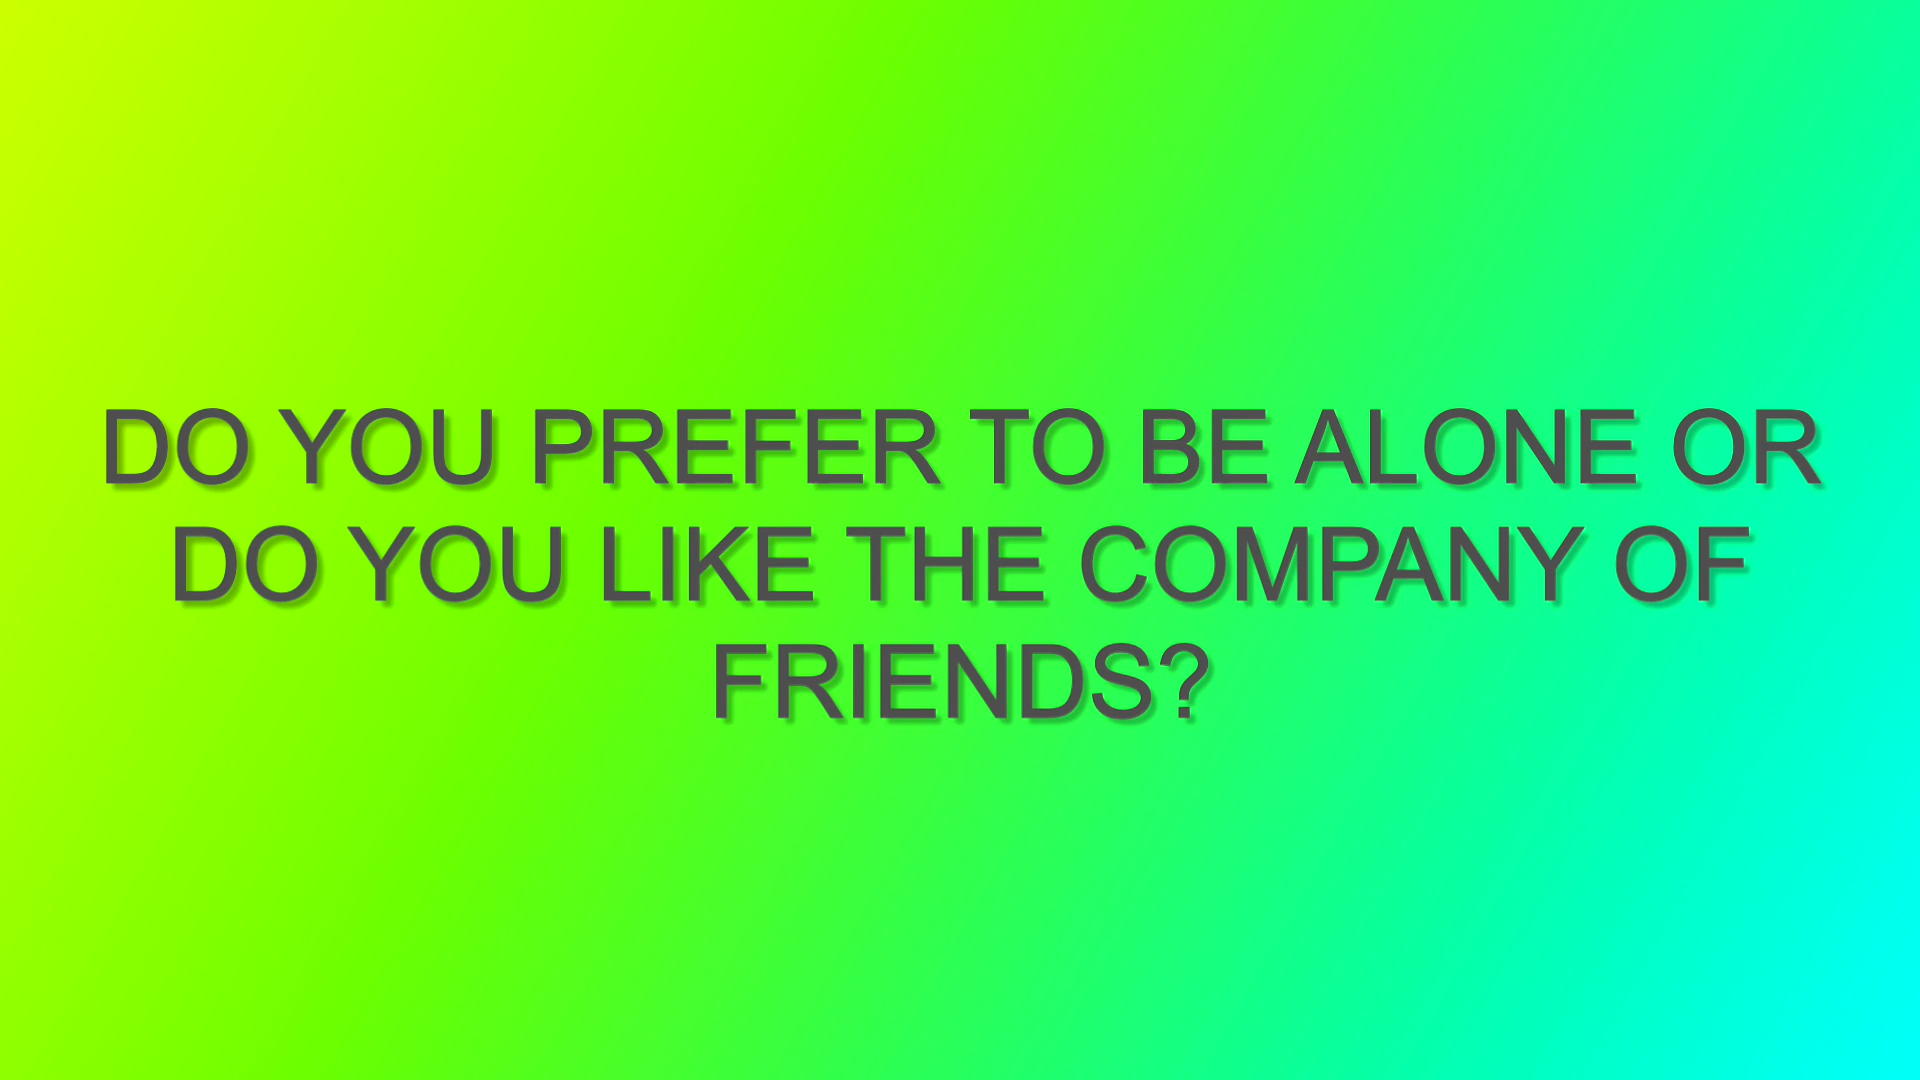 DO YOU PREFER TO BE ALONE OR
DO YOU LIKE THE COMPANY OF
FRIENDS?